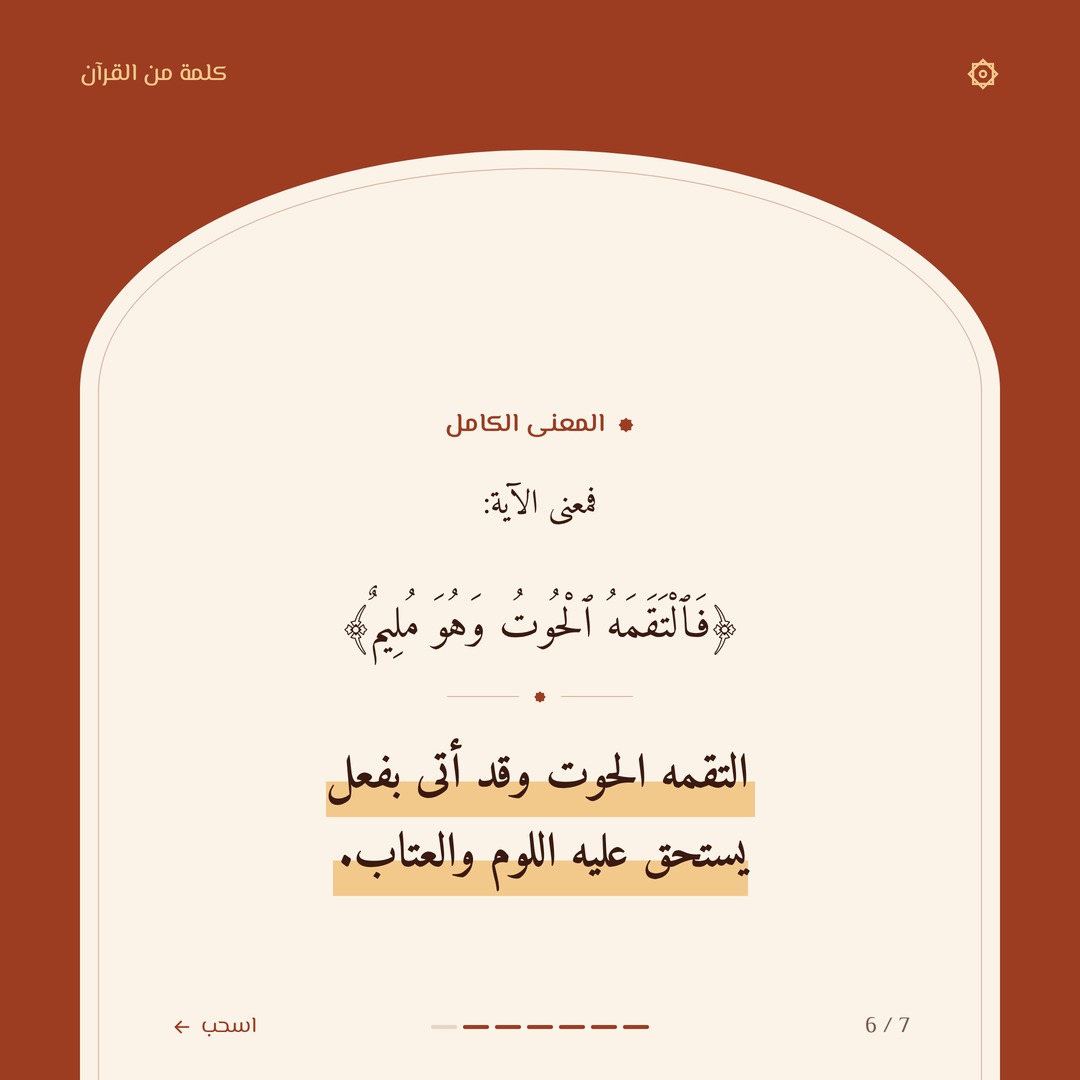 كلمة من القرآن
المعنى الكامل
فمعنى الآية:
﴿فَٱلْتَقَمَهُ ٱلْحُوتُ وَهُوَ مُلِيمٌ﴾
التقمه الحوت وقد أتى بفعل
يستحق عليه اللوم والعتاب.
6 / 7
اسحب ←